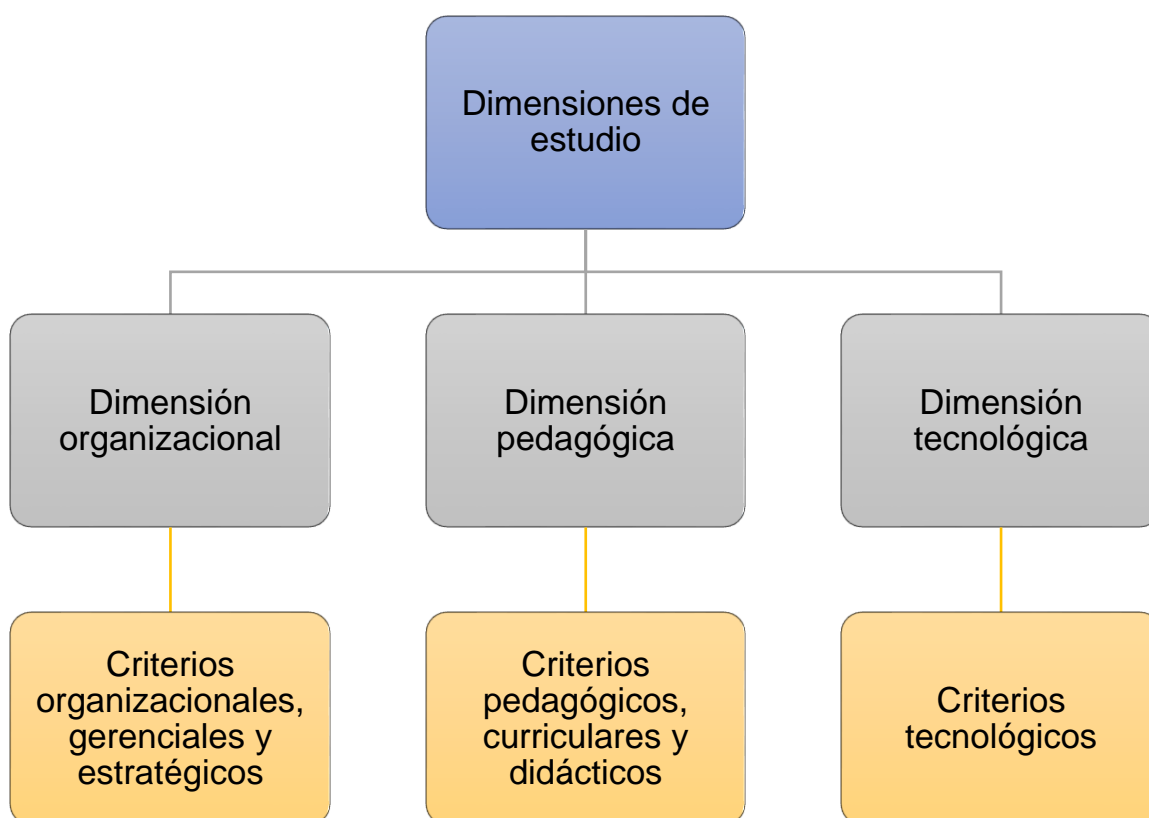 Dimensiones de
estudio
Dimensión
organizacional
Dimensión
pedagógica
Dimensión
tecnológica
Criterios
organizacionales,
gerenciales y
estratégicos
Criterios
pedagógicos,
curriculares y
didácticos
Criterios
tecnológicos